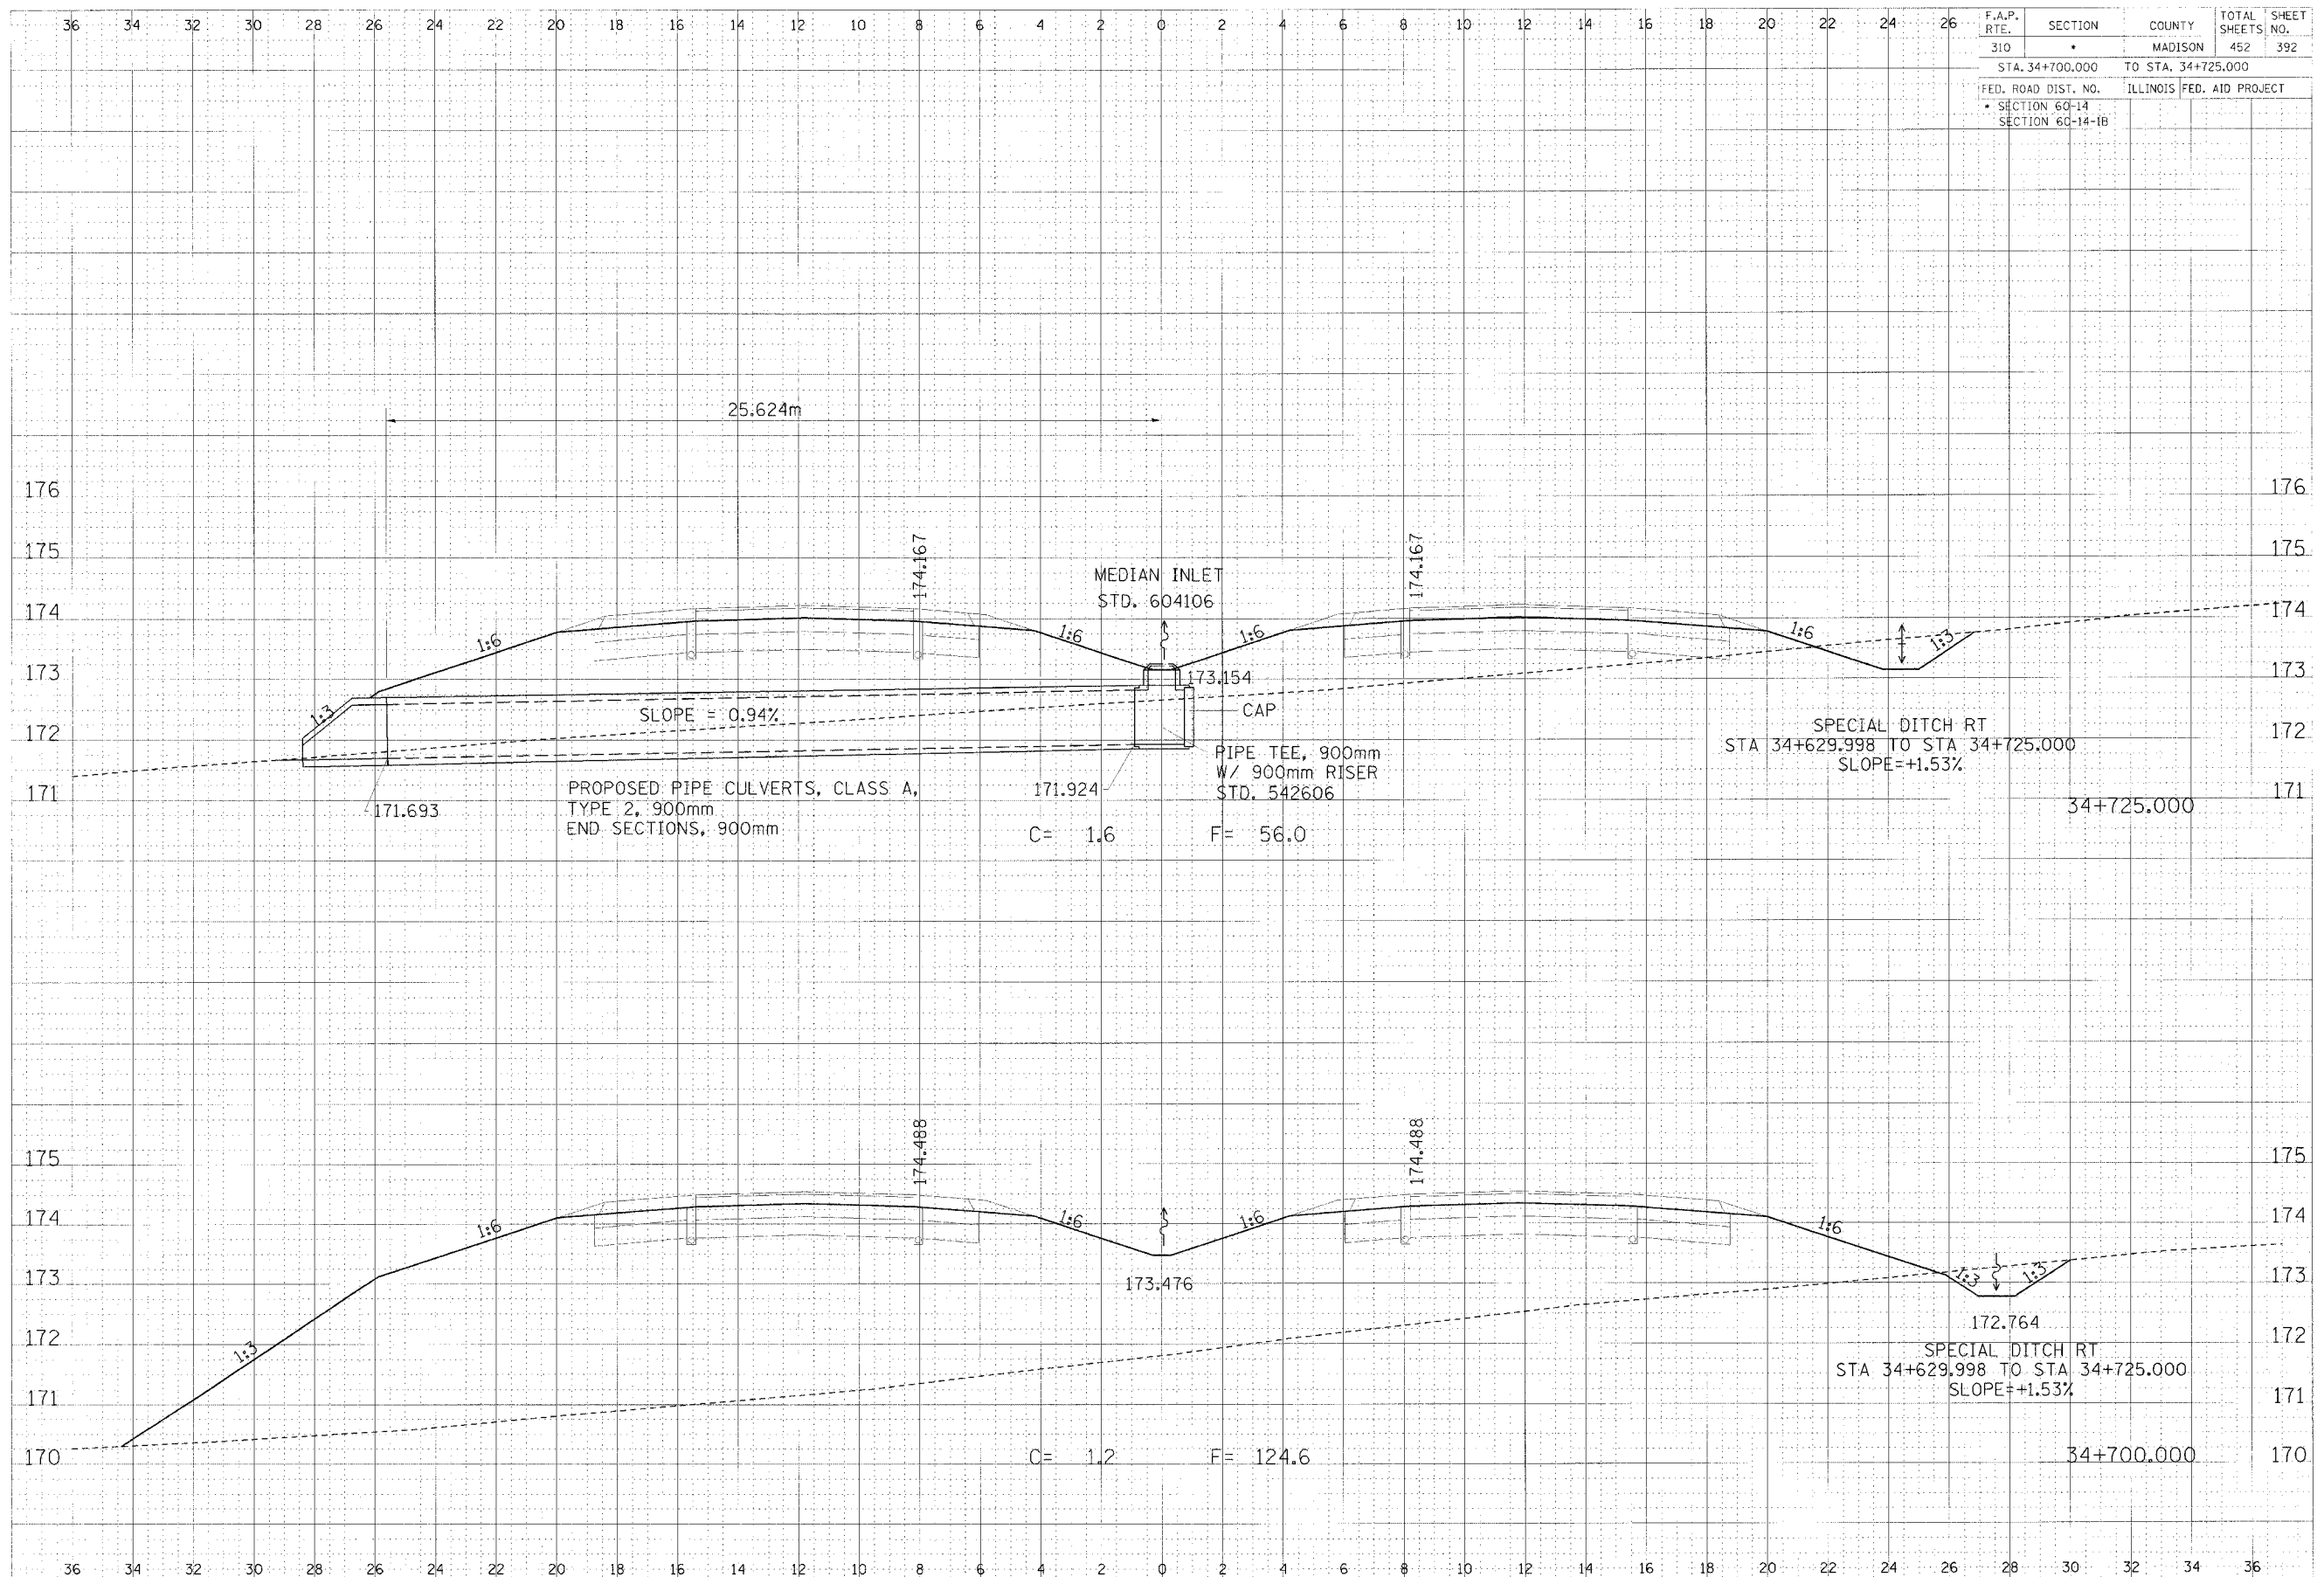 36 34 32 30 28 26 24 22 20 18 16 14 12 10 8 6 4 2 0 2 4 6 8 10 12 14 16 18 20 22 24 26
F.A.P. RTE. SECTION COUNTY TOTAL SHEETS SHEET NO.
310 * MADISON 452 392
STA. 34+700.000 TO STA. 34+725.000
FED. ROAD DIST. NO. ILLINOIS FED. AID PROJECT
* SECTION 60-14
SECTION 60-14-1B
25.624m
176 176
175 175
174.167 174.167
MEDIAN INLET
STD. 604106
174 174
1:6 1:6 1:6 1:6 1:3
173 173
173.154
1:3
SLOPE = 0.94%
CAP
172 172
SPECIAL DITCH RT
STA 34+629.998 TO STA 34+725.000
SLOPE=+1.53%
PIPE TEE, 900mm
W/ 900mm RISER
STD. 542606
171 171
171.693
PROPOSED PIPE CULVERTS, CLASS A,
TYPE 2, 900mm
END SECTIONS, 900mm
171.924
34+725.000
C= 1.6 F= 56.0
175 175
174.488 174.488
174 174
1:6 1:6 1:6 1:6
173 173
1:3 1:3
173.476
172.764
172 172
1:3
SPECIAL DITCH RT
STA 34+629.998 TO STA 34+725.000
SLOPE=+1.53%
171 171
170 170
C= 1.2 F= 124.6
34+700.000
36 34 32 30 28 26 24 22 20 18 16 14 12 10 8 6 4 2 0 2 4 6 8 10 12 14 16 18 20 22 24 26 28 30 32 34 36